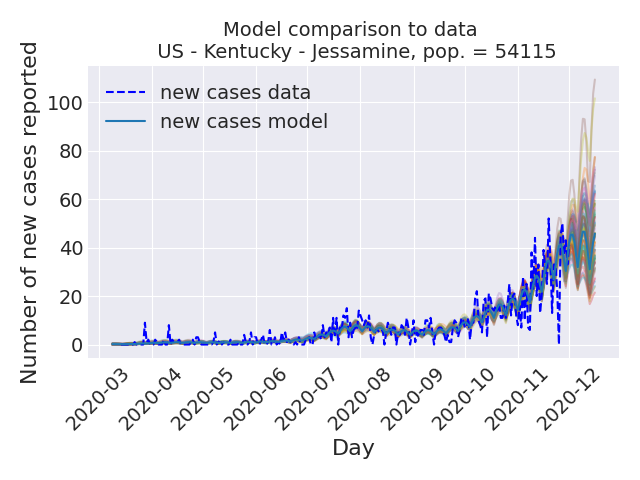 Model comparison to data
US - Kentucky - Jessamine, pop. = 54115
Number of new cases reported
new cases data
new cases model
100
80
60
40
20
0
2020-03
2020-04
2020-05
2020-06
2020-07
2020-08
2020-09
2020-10
2020-11
2020-12
Day